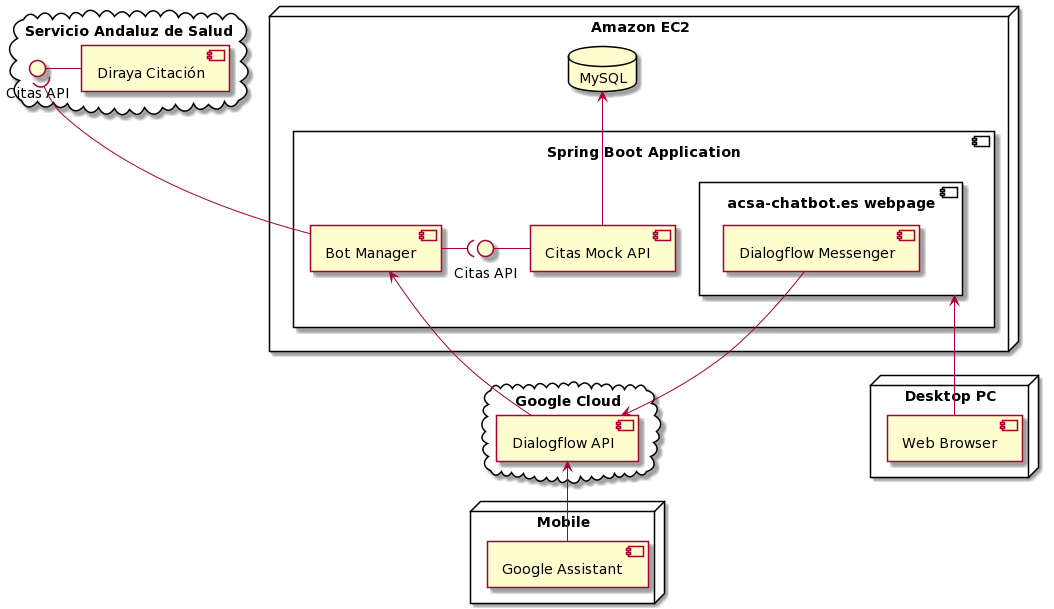 Servicio Andaluz de Salud
Diraya Citación
Citas API
Amazon EC2
MySQL
Spring Boot Application
acsa-chatbot.es webpage
Bot Manager
Citas API
Citas Mock API
Dialogflow Messenger
Google Cloud
Dialogflow API
Desktop PC
Web Browser
Mobile
Google Assistant